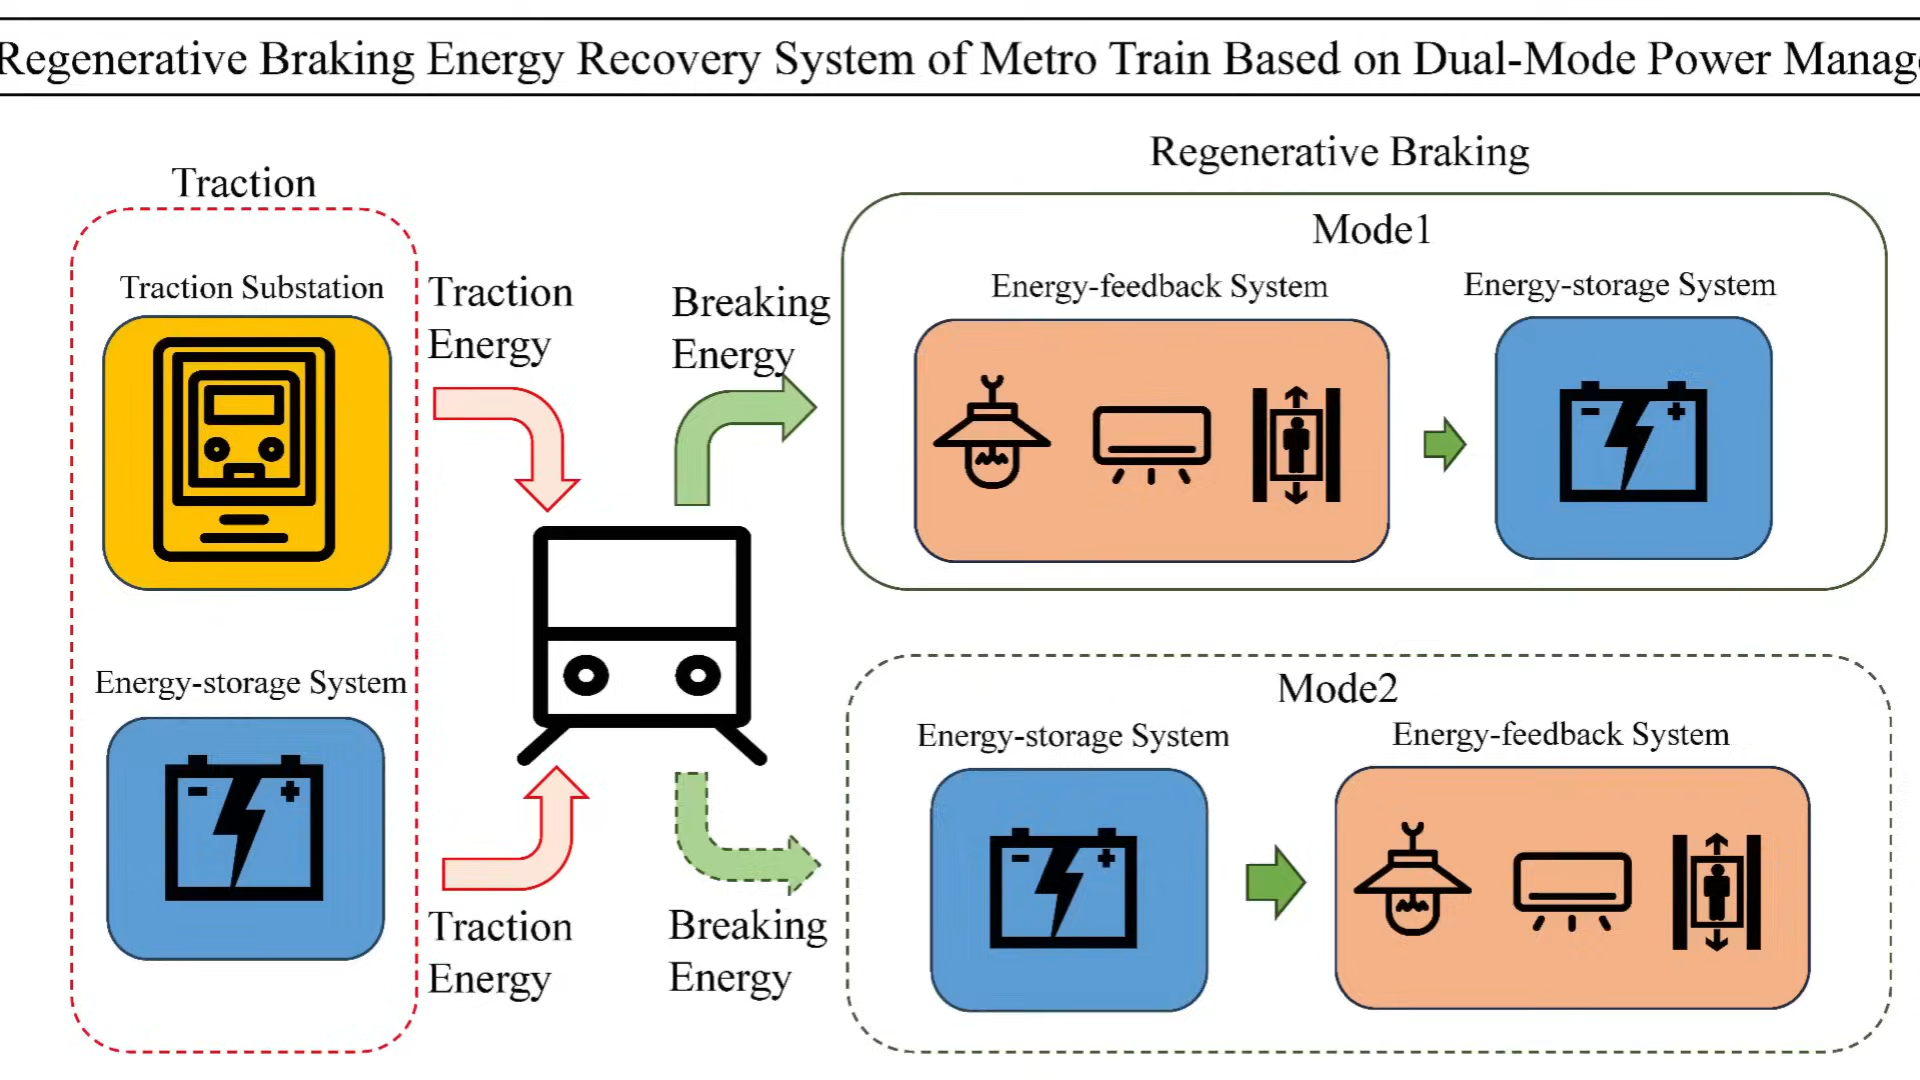 Regenerative Braking Energy Recovery System of Metro Train Based on Dual-Mode Power Manag
Traction
Traction Substation
Energy-storage System
Traction
Energy
Traction
Energy
Breaking
Energy
Breaking
Energy
Regenerative Braking
Mode1
Energy-feedback System
Energy-storage System
Mode2
Energy-storage System
Energy-feedback System